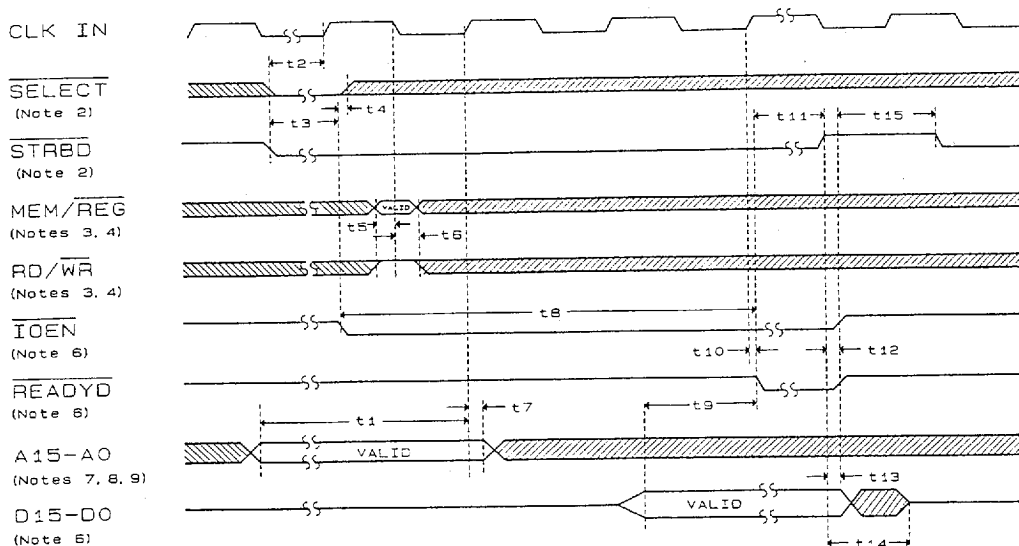 CLK IN
t2
SELECT
(Note 2)
t4
t3
t11
t15
STRBD
(Note 2)
MEM/REG
(Notes 3, 4)
VALID
t5
t6
RD/WR
(Notes 3, 4)
t8
IOEN
(Note 6)
t10
t12
READYD
(Note 6)
t1
t7
t9
A15-A0
(Notes 7, 8, 9)
VALID
t13
D15-D0
(Note 6)
VALID
t14